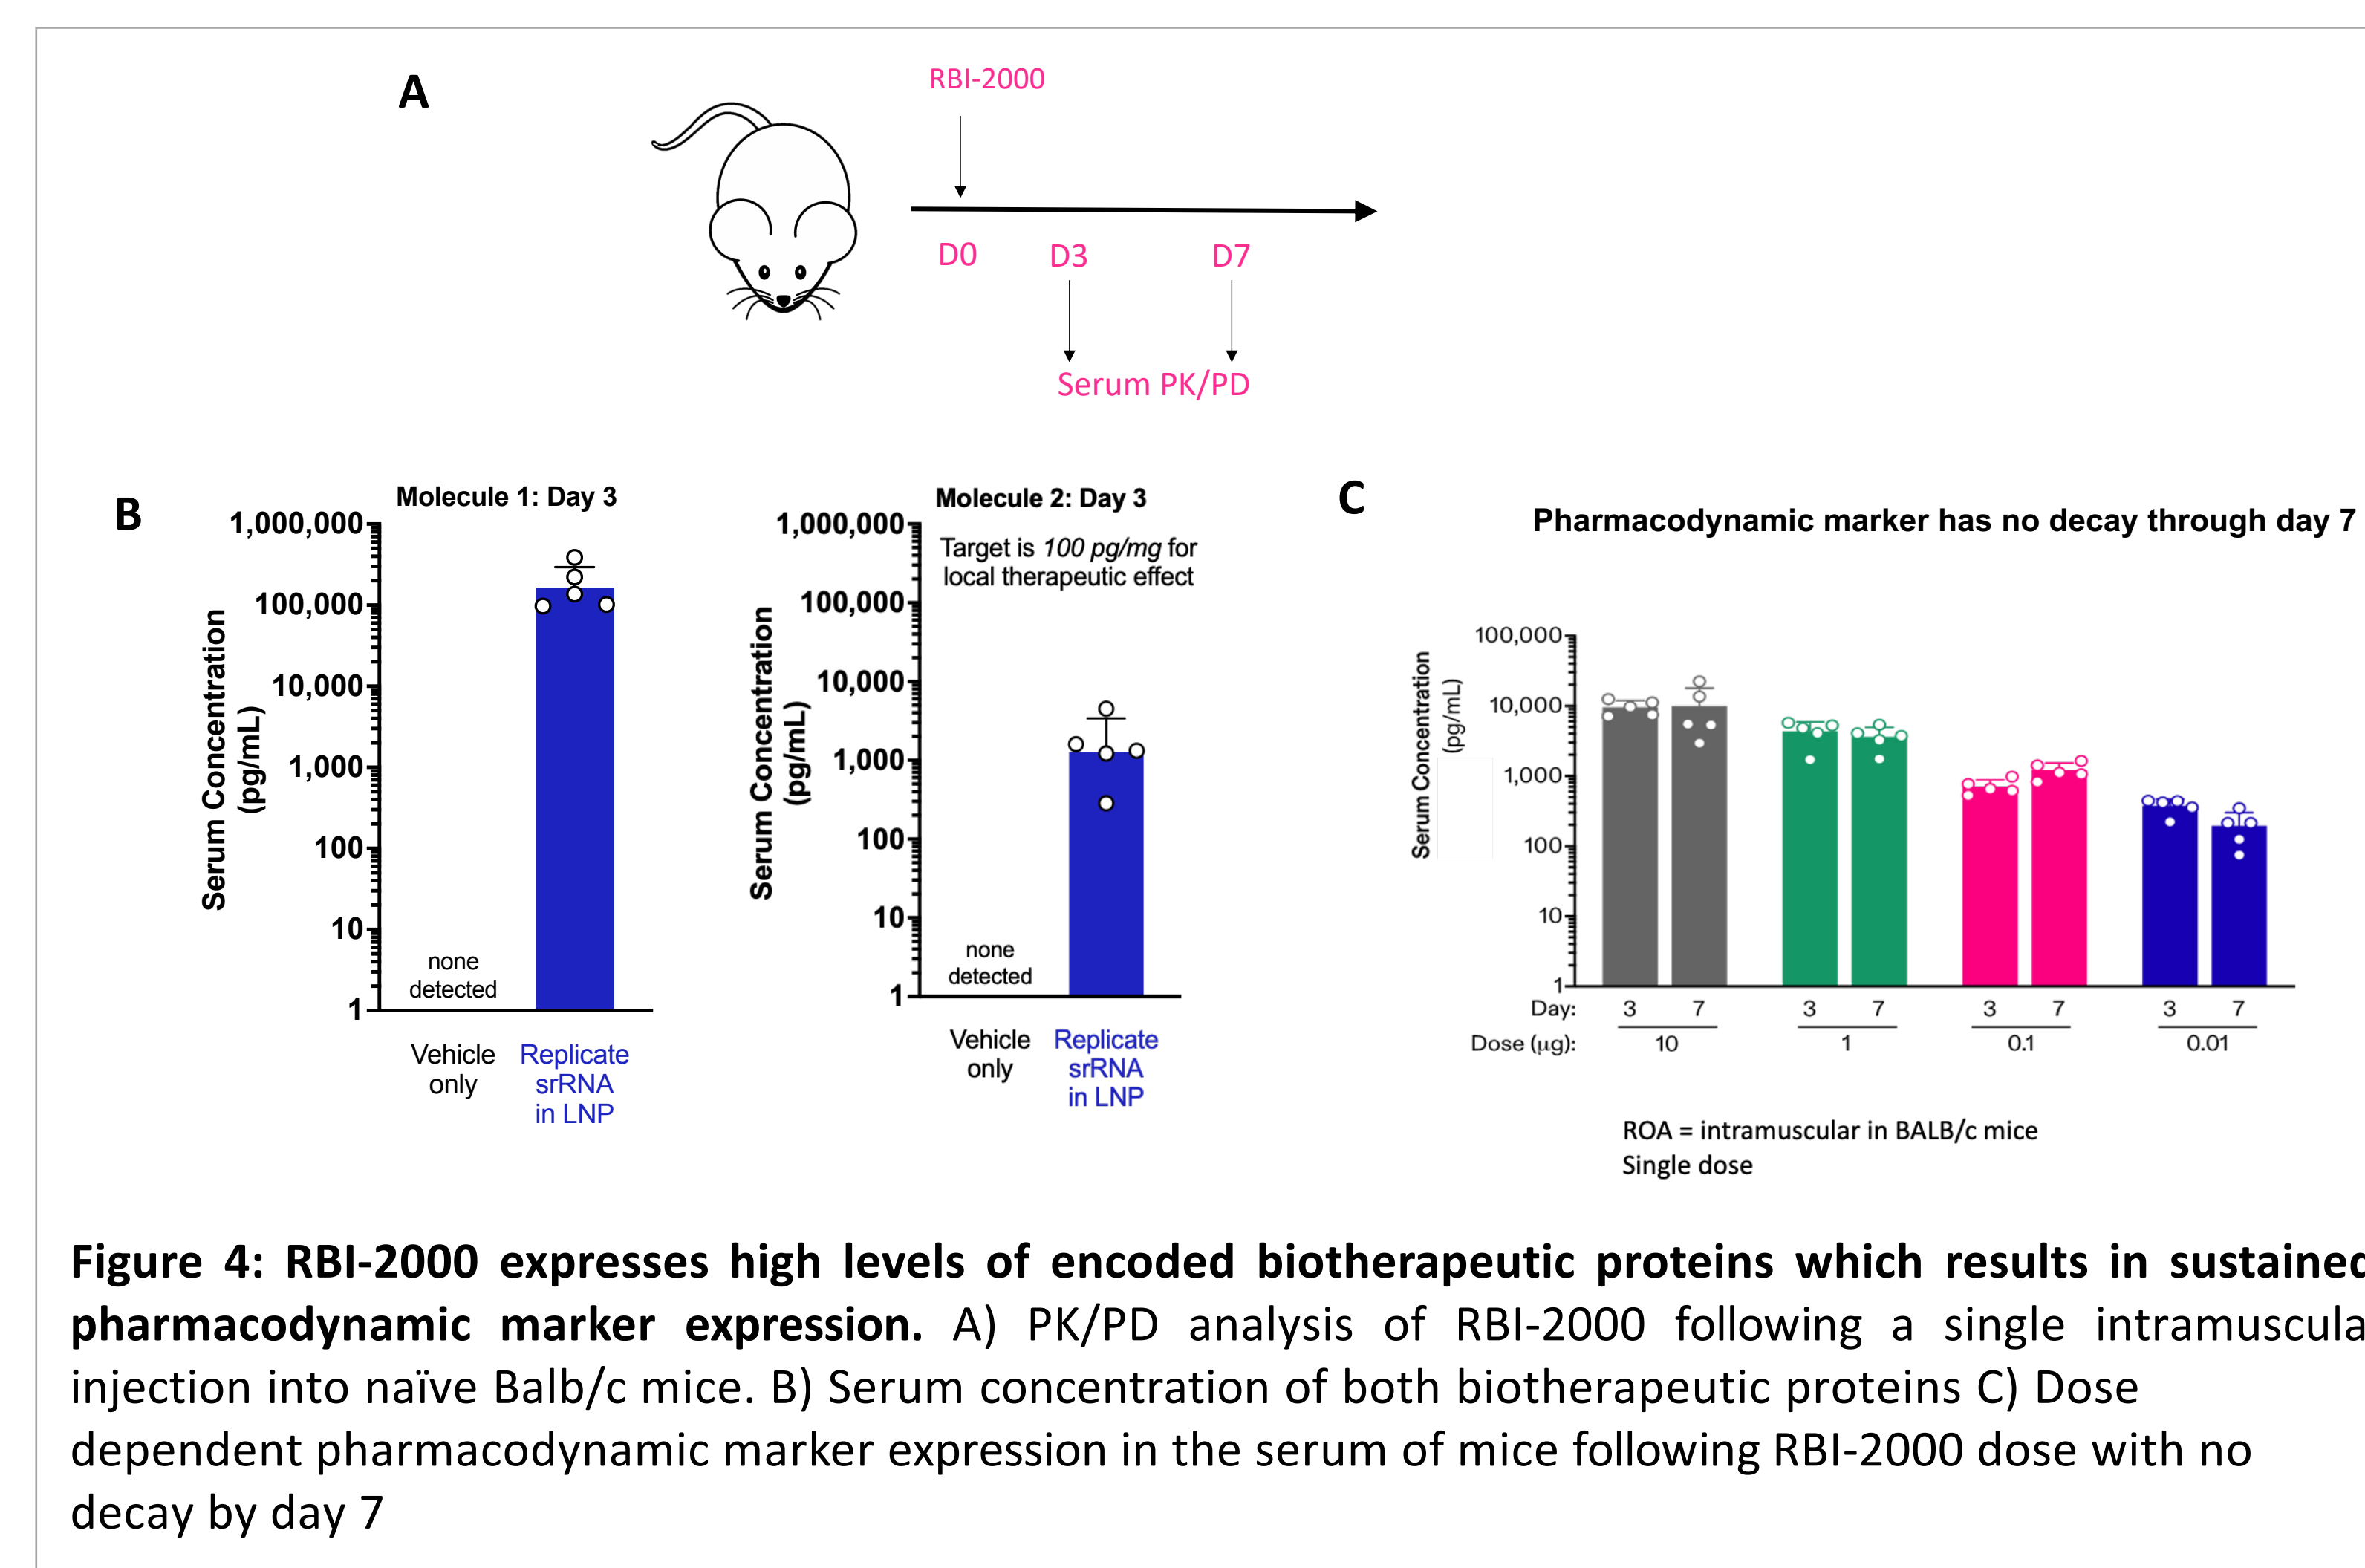 A
RBI-2000
D0 D3 D7
Serum PK/PD
B
Molecule 1: Day 3
Serum Concentration
(pg/mL)
1,000,000
100,000
10,000
1,000
100
10
1
none
detected
Vehicle
only
Replicate
srRNA
in LNP
Molecule 2: Day 3
Target is 100 pg/mg for
local therapeutic effect
Serum Concentration
(pg/mL)
1,000,000
100,000
10,000
1,000
100
10
1
none
detected
Vehicle
only
Replicate
srRNA
in LNP
C
Pharmacodynamic marker has no decay through day 7
Serum Concentration
(pg/mL)
100,000
10,000
1,000
100
10
1
Day: 3 7 3 7 3 7 3 7
Dose (μg): 10 1 0.1 0.01
ROA = intramuscular in BALB/c mice
Single dose
Figure 4: RBI-2000 expresses high levels of encoded biotherapeutic proteins which results in sustained
pharmacodynamic marker expression. A) PK/PD analysis of RBI-2000 following a single intramuscula
injection into naïve Balb/c mice. B) Serum concentration of both biotherapeutic proteins C) Dose
dependent pharmacodynamic marker expression in the serum of mice following RBI-2000 dose with no
decay by day 7